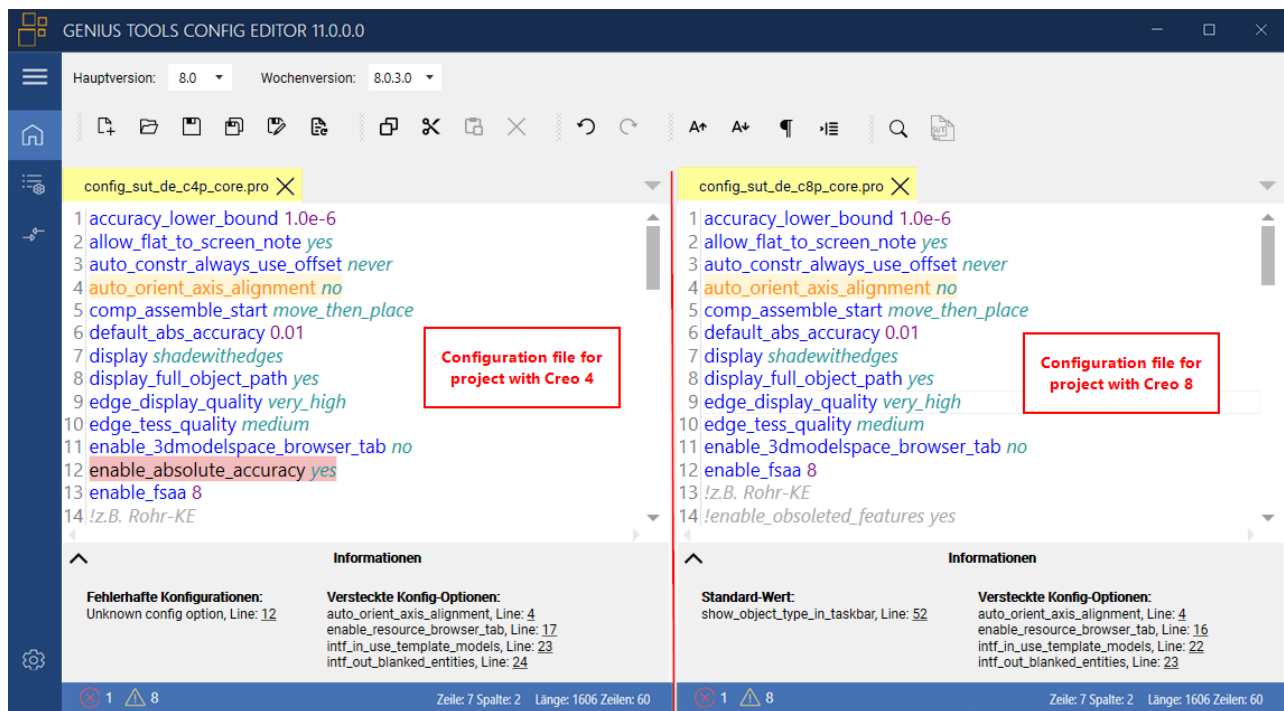 GENIUS TOOLS CONFIG EDITOR 11.0.0.0
Hauptversion: 8.0 Wochenversion: 8.0.3.0
config_sut_de_c4p_core.pro
1 accuracy_lower_bound 1.0e-6
2 allow_flat_to_screen_note yes
3 auto_constr_always_use_offset never
4 auto_orient_axis_alignment no
5 comp_assemble_start move_then_place
6 default_abs_accuracy 0.01
7 display shadewithedges
8 display_full_object_path yes
9 edge_display_quality very_high
10 edge_tess_quality medium
11 enable_3dmodelspace_browser_tab no
12 enable_absolute_accuracy yes
13 enable_fsaa 8
14 !z.B. Rohr-KE
Configuration file for
project with Creo 4
Informationen
Fehlerhafte Konfigurationen:
Unknown config option, Line: 12
Versteckte Konfig-Optionen:
auto_orient_axis_alignment, Line: 4
enable_resource_browser_tab, Line: 17
intf_in_use_template_models, Line: 23
intf_out_blanked_entities, Line: 24
1 8 Zeile: 7 Spalte: 2 Länge: 1606 Zeilen: 60
config_sut_de_c8p_core.pro
1 accuracy_lower_bound 1.0e-6
2 allow_flat_to_screen_note yes
3 auto_constr_always_use_offset never
4 auto_orient_axis_alignment no
5 comp_assemble_start move_then_place
6 default_abs_accuracy 0.01
7 display shadewithedges
8 display_full_object_path yes
9 edge_display_quality very_high
10 edge_tess_quality medium
11 enable_3dmodelspace_browser_tab no
12 enable_fsaa 8
13 !z.B. Rohr-KE
14 !enable_obsoleted_features yes
Configuration file for
project with Creo 8
Informationen
Standard-Wert:
show_object_type_in_taskbar, Line: 52
Versteckte Konfig-Optionen:
auto_orient_axis_alignment, Line: 4
enable_resource_browser_tab, Line: 16
intf_in_use_template_models, Line: 22
intf_out_blanked_entities, Line: 23
1 8 Zeile: 7 Spalte: 2 Länge: 1606 Zeilen: 60